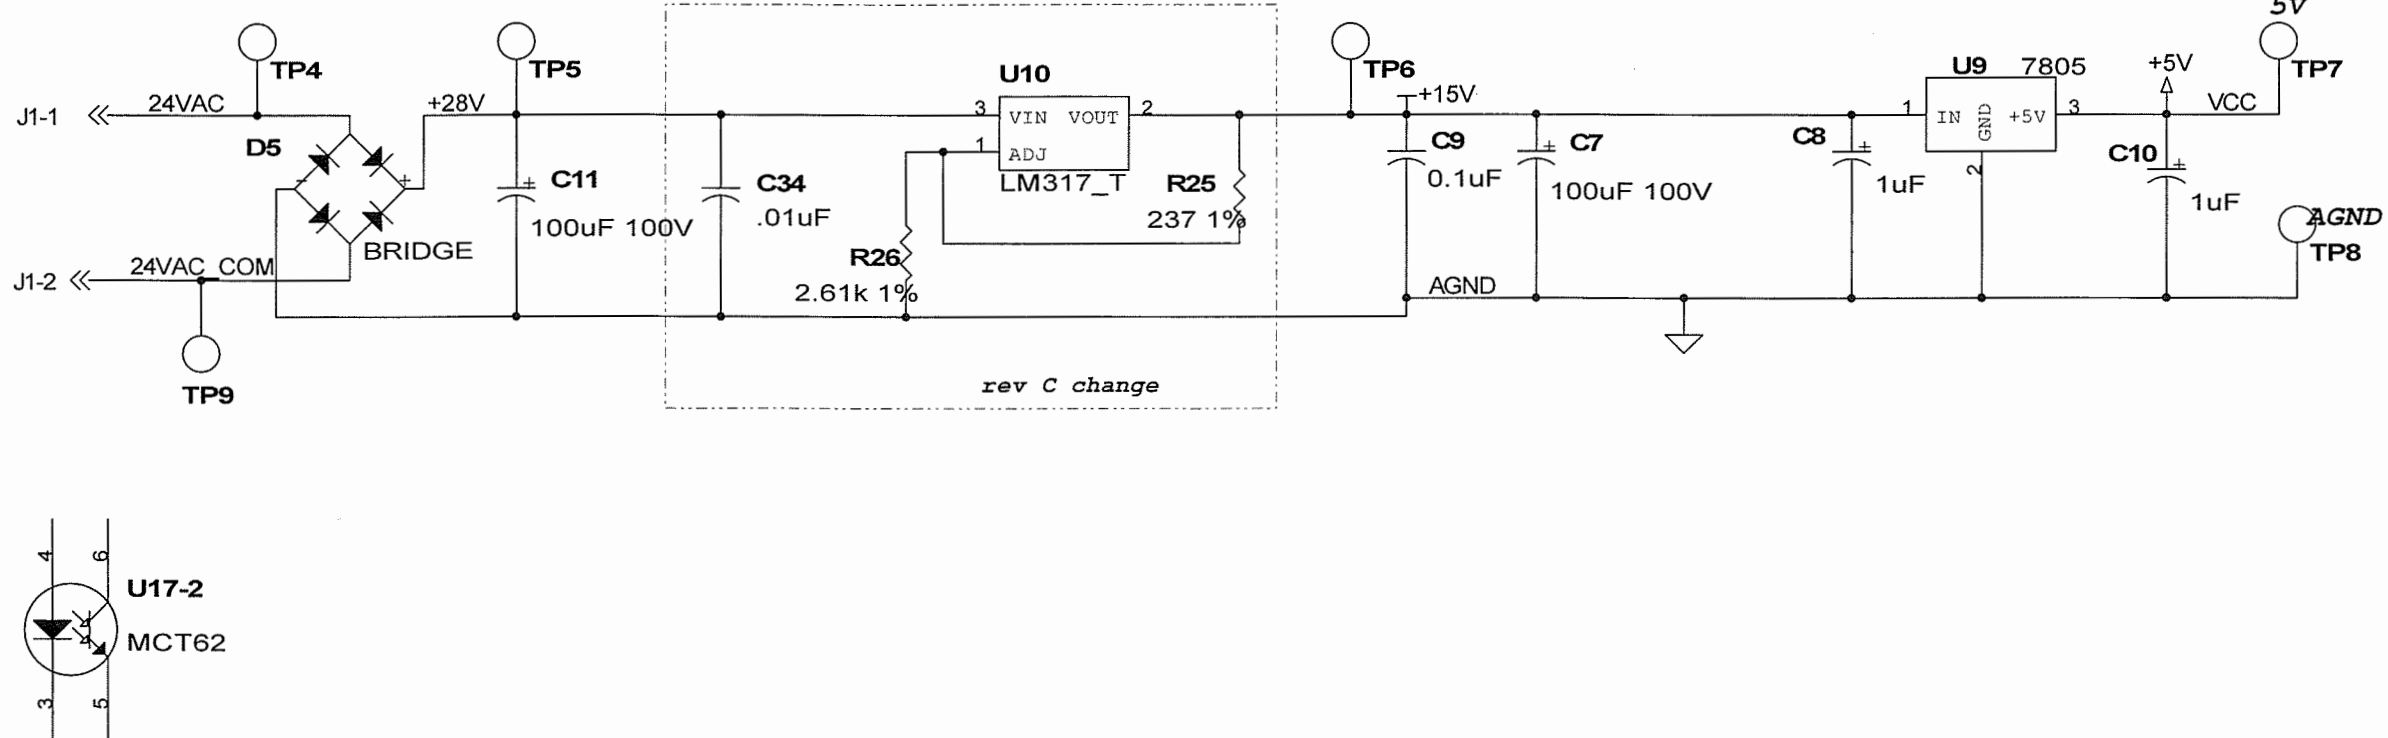 5V
TP4
TP5
TP6
TP7
U10
U9 7805
+5V
J1-1
24VAC
+28V
3 VIN VOUT 2
+15V
1 IN GND +5V 3
VCC
D5
1 ADJ
LM317_T
C9
0.1uF
+ C7
100uF 100V
C8 +
1uF
2
C10 +
1uF
- +
+ C11
100uF 100V
C34
.01uF
R25
237 1%
AGND
TP8
BRIDGE
R26
2.61k 1%
J1-2
24VAC_COM
AGND
TP9
rev C change
4 6
U17-2
MCT62
3 5